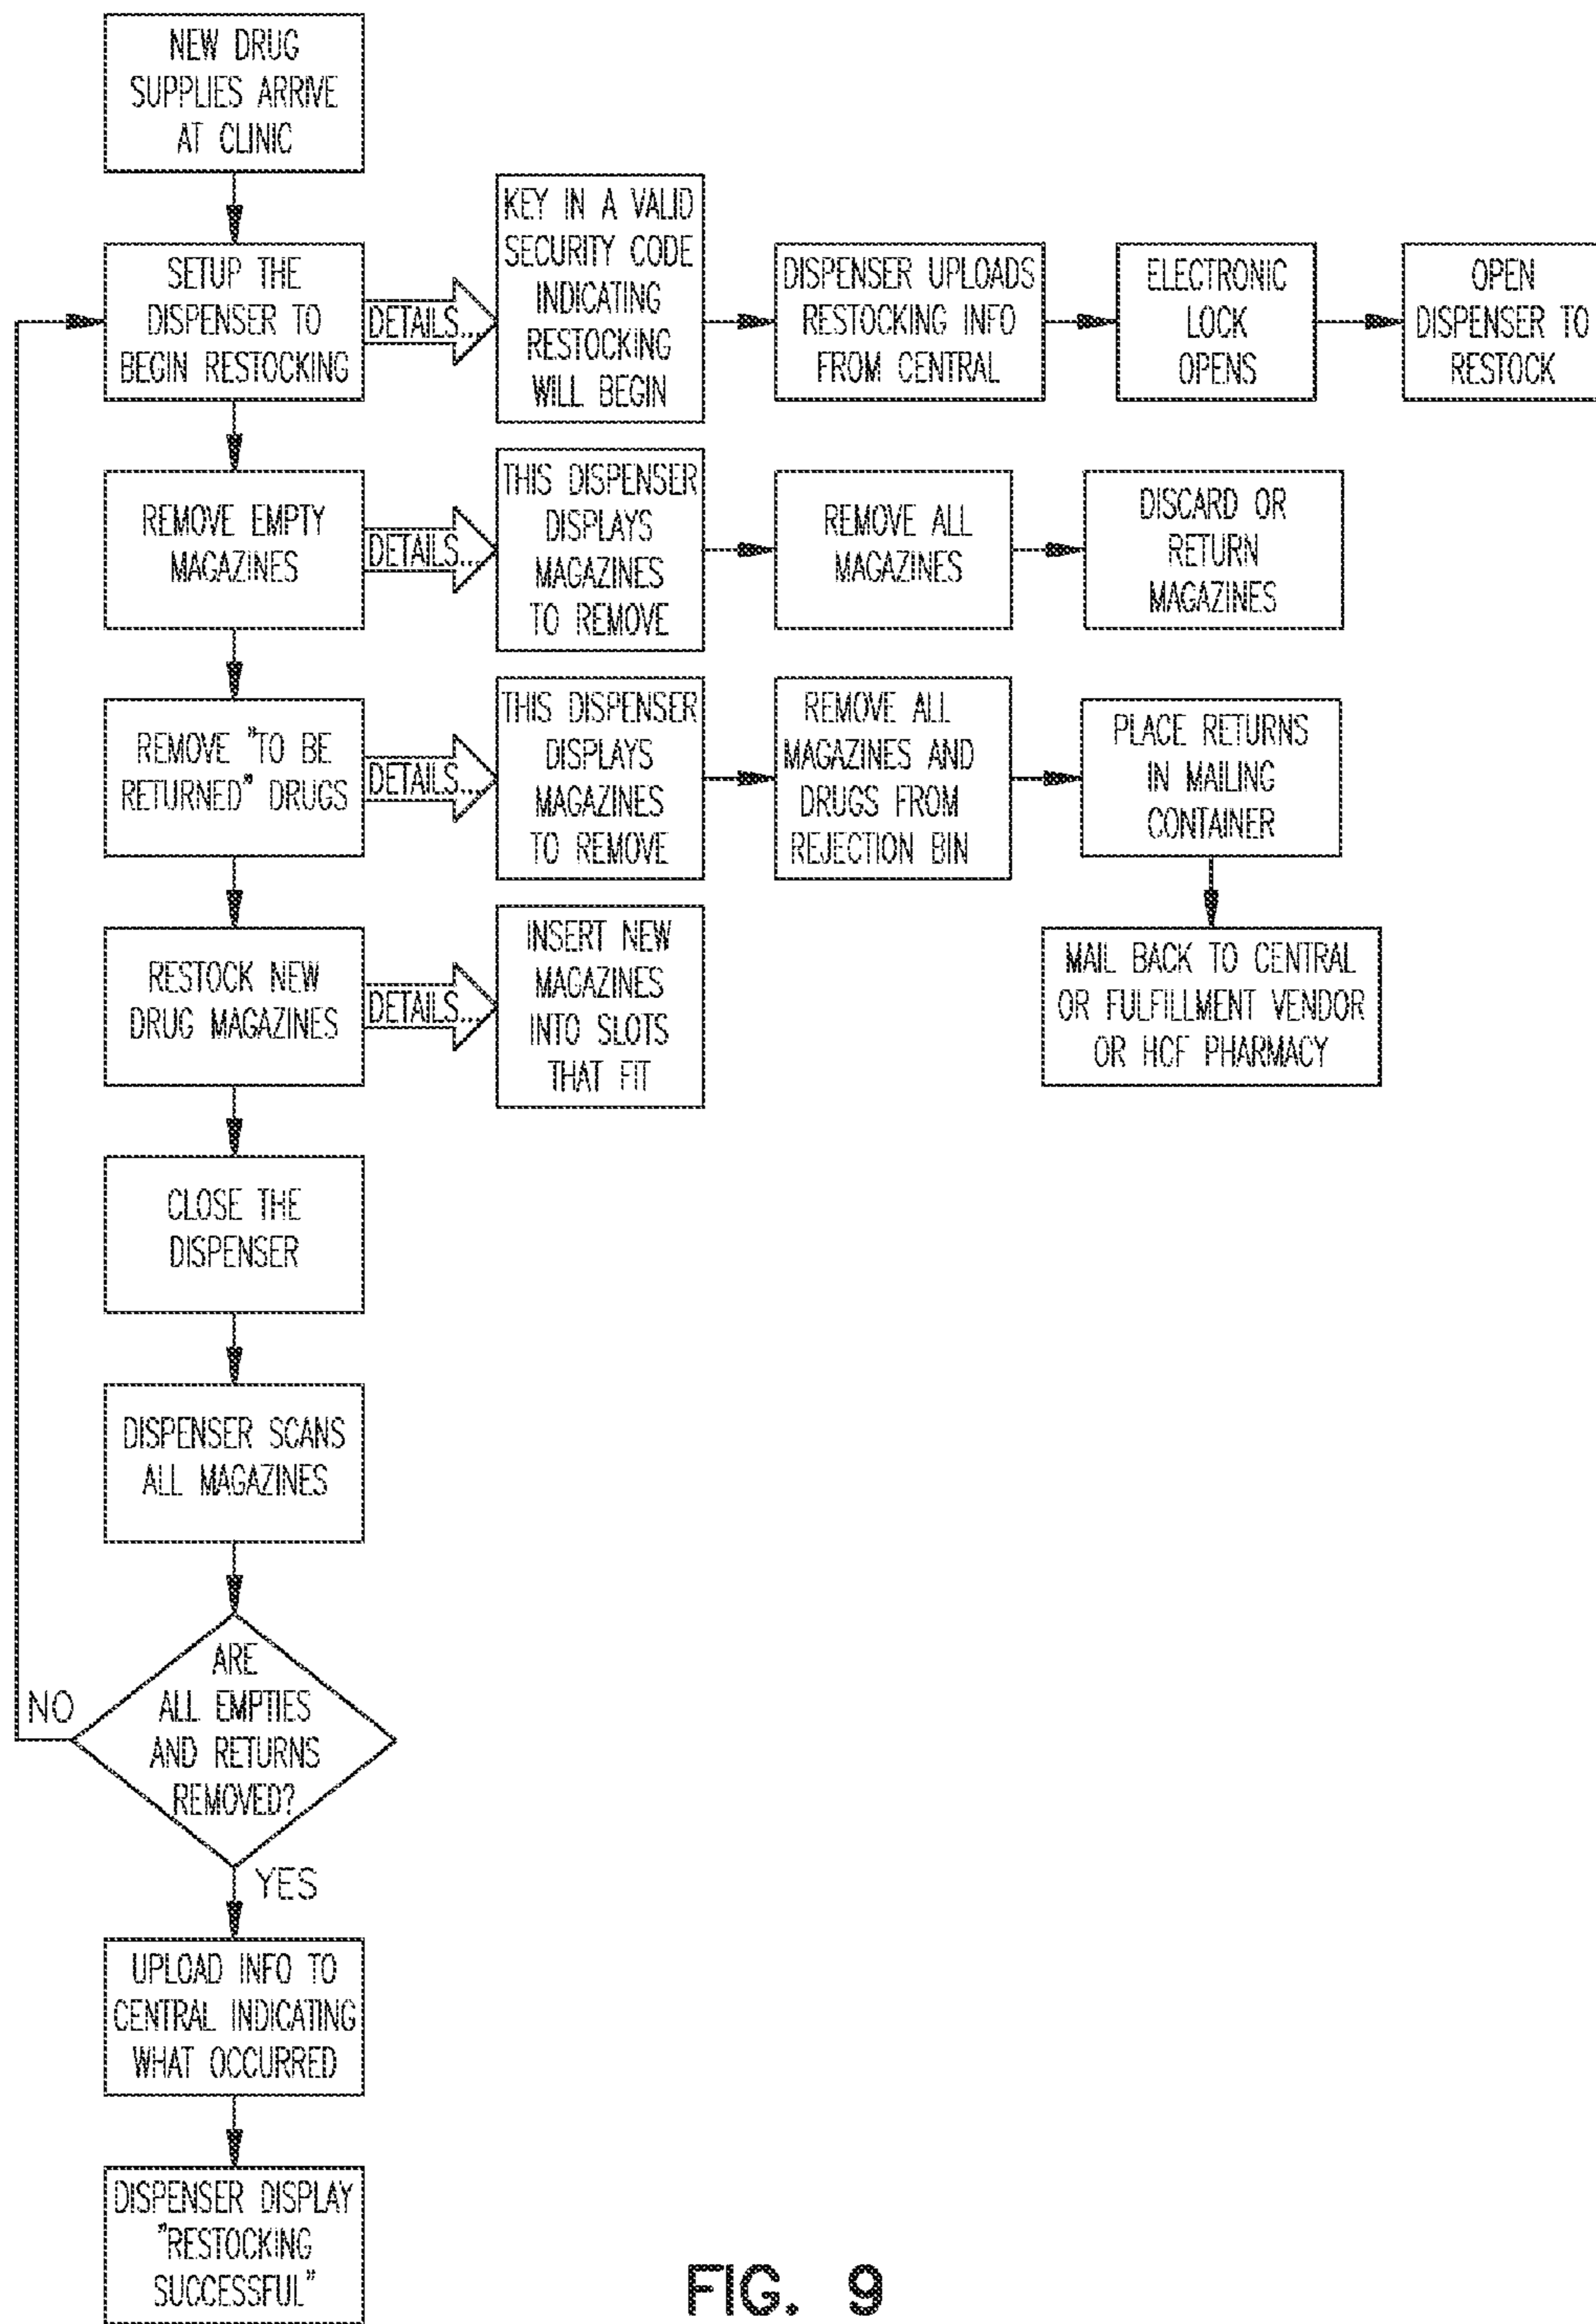 NEW DRUG
SUPPLIES ARRIVE
AT CLINIC
SETUP THE
DISPENSER TO
BEGIN RESTOCKING
DETAILS...
KEY IN A VALID
SECURITY CODE
INDICATING
RESTOCKING
WILL BEGIN
DISPENSER UPLOADS
RESTOCKING INFO
FROM CENTRAL
ELECTRONIC
LOCK
OPENS
OPEN
DISPENSER TO
RESTOCK
REMOVE EMPTY
MAGAZINES
DETAILS...
THIS DISPENSER
DISPLAYS
MAGAZINES
TO REMOVE
REMOVE ALL
MAGAZINES
DISCARD OR
RETURN
MAGAZINES
REMOVE "TO BE
RETURNED" DRUGS
DETAILS...
THIS DISPENSER
DISPLAYS
MAGAZINES
TO REMOVE
REMOVE ALL
MAGAZINES AND
DRUGS FROM
REJECTION BIN
PLACE RETURNS
IN MAILING
CONTAINER
MAIL BACK TO CENTRAL
OR FULFILLMENT VENDOR
OR HCF PHARMACY
RESTOCK NEW
DRUG MAGAZINES
DETAILS...
INSERT NEW
MAGAZINES
INTO SLOTS
THAT FIT
CLOSE THE
DISPENSER
DISPENSER SCANS
ALL MAGAZINES
ARE
ALL EMPTIES
AND RETURNS
REMOVED?
NO
YES
UPLOAD INFO TO
CENTRAL INDICATING
WHAT OCCURRED
DISPENSER DISPLAY
"RESTOCKING
SUCCESSFUL"
FIG. 9